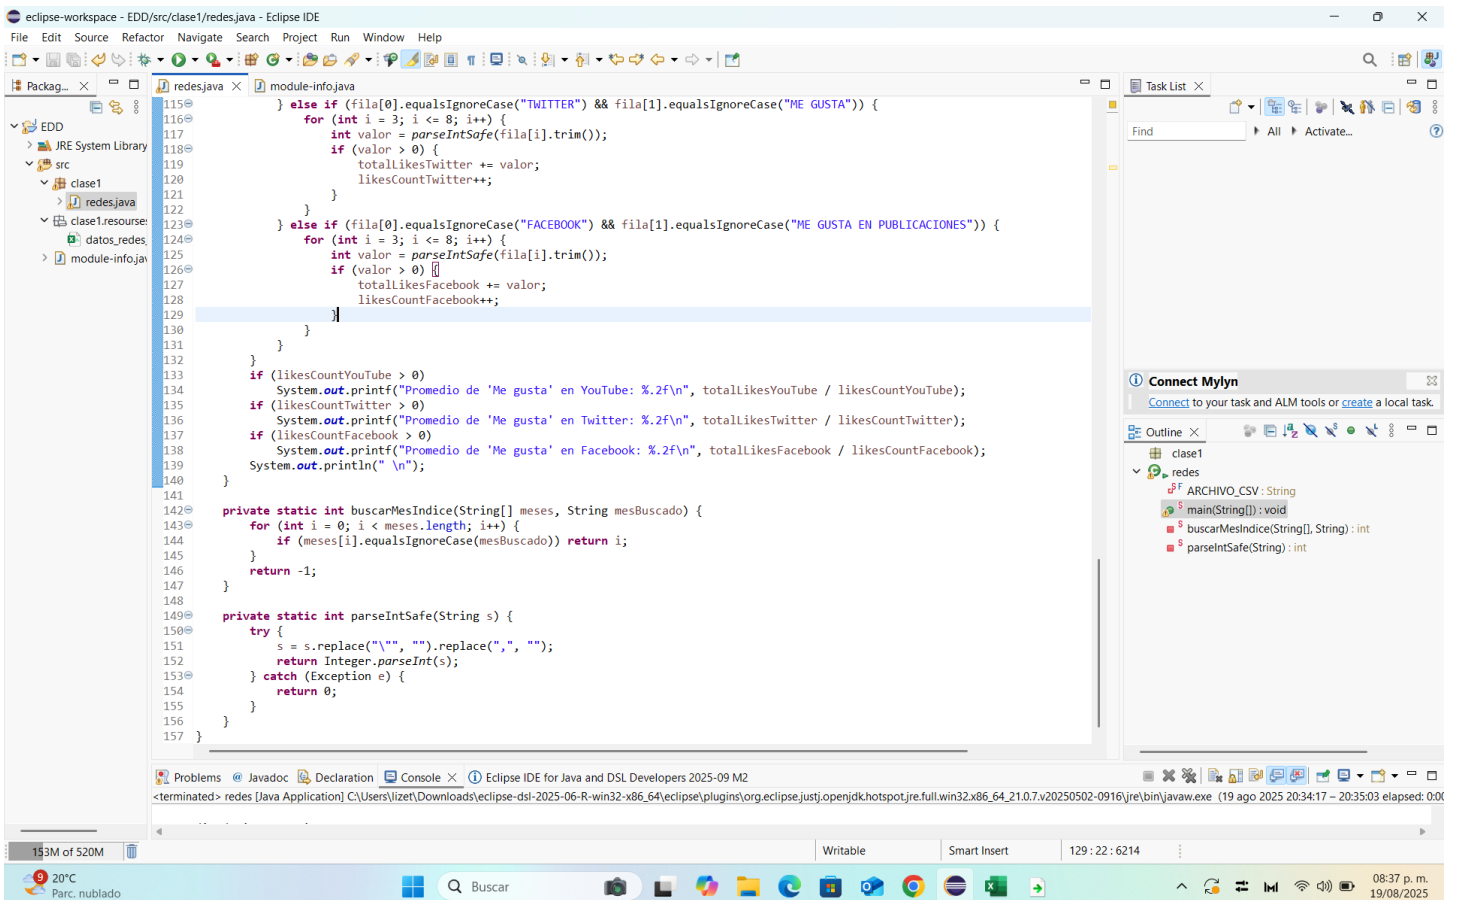 eclipse-workspace - EDD/src/clase1/redes.java - Eclipse IDE
File Edit Source Refactor Navigate Search Project Run Window Help
Packag...
EDD
JRE System Library
src
clase1
redes.java
clase1.resourse
datos_redes_
module-info.jav
redes.java
module-info.java
115 } else if (fila[0].equalsIgnoreCase("TWITTER") && fila[1].equalsIgnoreCase("ME GUSTA")) {
116 for (int i = 3; i <= 8; i++) {
117 int valor = parseIntSafe(fila[i].trim());
118 if (valor > 0) {
119 totalLikesTwitter += valor;
120 likesCountTwitter++;
121 }
122 }
123 } else if (fila[0].equalsIgnoreCase("FACEBOOK") && fila[1].equalsIgnoreCase("ME GUSTA EN PUBLICACIONES")) {
124 for (int i = 3; i <= 8; i++) {
125 int valor = parseIntSafe(fila[i].trim());
126 if (valor > 0) {
127 totalLikesFacebook += valor;
128 likesCountFacebook++;
129 }
130 }
131 }
132 }
133 if (likesCountYouTube > 0)
134 System.out.printf("Promedio de 'Me gusta' en YouTube: %.2f\n", totalLikesYouTube / likesCountYouTube);
135 if (likesCountTwitter > 0)
136 System.out.printf("Promedio de 'Me gusta' en Twitter: %.2f\n", totalLikesTwitter / likesCountTwitter);
137 if (likesCountFacebook > 0)
138 System.out.printf("Promedio de 'Me gusta' en Facebook: %.2f\n", totalLikesFacebook / likesCountFacebook);
139 System.out.println(" \n");
140 }
141
142 private static int buscarMesIndice(String[] meses, String mesBuscado) {
143 for (int i = 0; i < meses.length; i++) {
144 if (meses[i].equalsIgnoreCase(mesBuscado)) return i;
145 }
146 return -1;
147 }
148
149 private static int parseIntSafe(String s) {
150 try {
151 s = s.replace("\"", "").replace(",", "");
152 return Integer.parseInt(s);
153 } catch (Exception e) {
154 return 0;
155 }
156 }
157 }
Task List
Find All Activate...
Connect Mylyn
Connect to your task and ALM tools or create a local task.
Outline
clase1
redes
ARCHIVO_CSV : String
main(String[]) : void
buscarMesIndice(String[], String) : int
parseIntSafe(String) : int
Problems @ Javadoc Declaration Console Eclipse IDE for Java and DSL Developers 2025-09 M2
<terminated> redes [Java Application] C:\Users\lizet\Downloads\eclipse-dsl-2025-06-R-win32-x86_64\eclipse\plugins\org.eclipse.justj.openjdk.hotspot.jre.full.win32.x86_64_21.0.7.v20250502-0916\jre\bin\javaw.exe (19 ago 2025 20:34:17 – 20:35:03 elapsed: 0:00
153M of 520M
Writable
Smart Insert
129 : 22 : 6214
9
20°C
Parc. nublado
Buscar
08:37 p. m.
19/08/2025